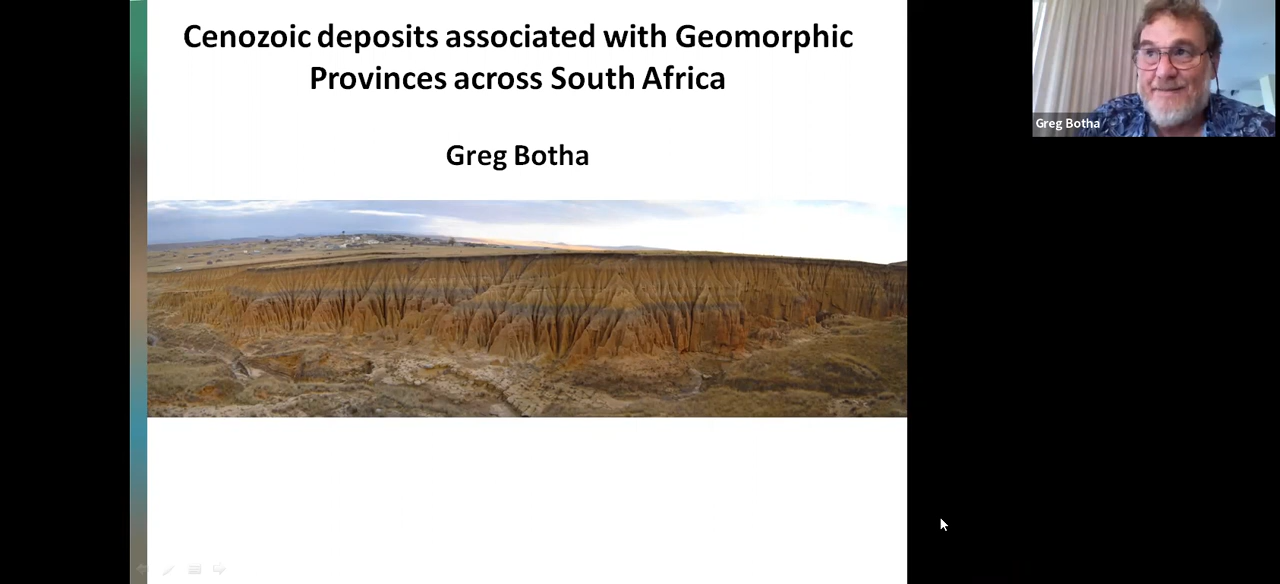 Cenozoic deposits associated with Geomorphic
Provinces across South Africa
Greg Botha
Greg Botha